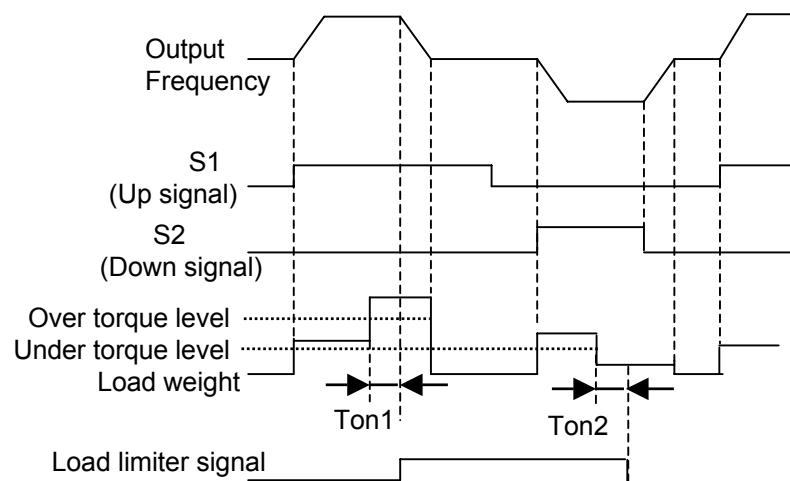 Output
Frequency
S1
(Up signal)
S2
(Down signal)
Over torque level
Under torque level
Load weight
Ton1
Ton2
Load limiter signal